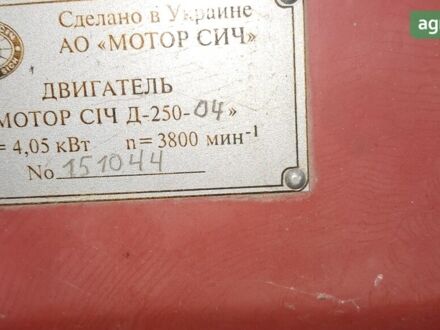 Сделано в Украине
АО «МОТОР СИЧ»
ДВИГАТЕЛЬ
МОТОР СІЧ Д-250-04»
= 4,05 кВт n = 3800 мин⁻¹
No 151044